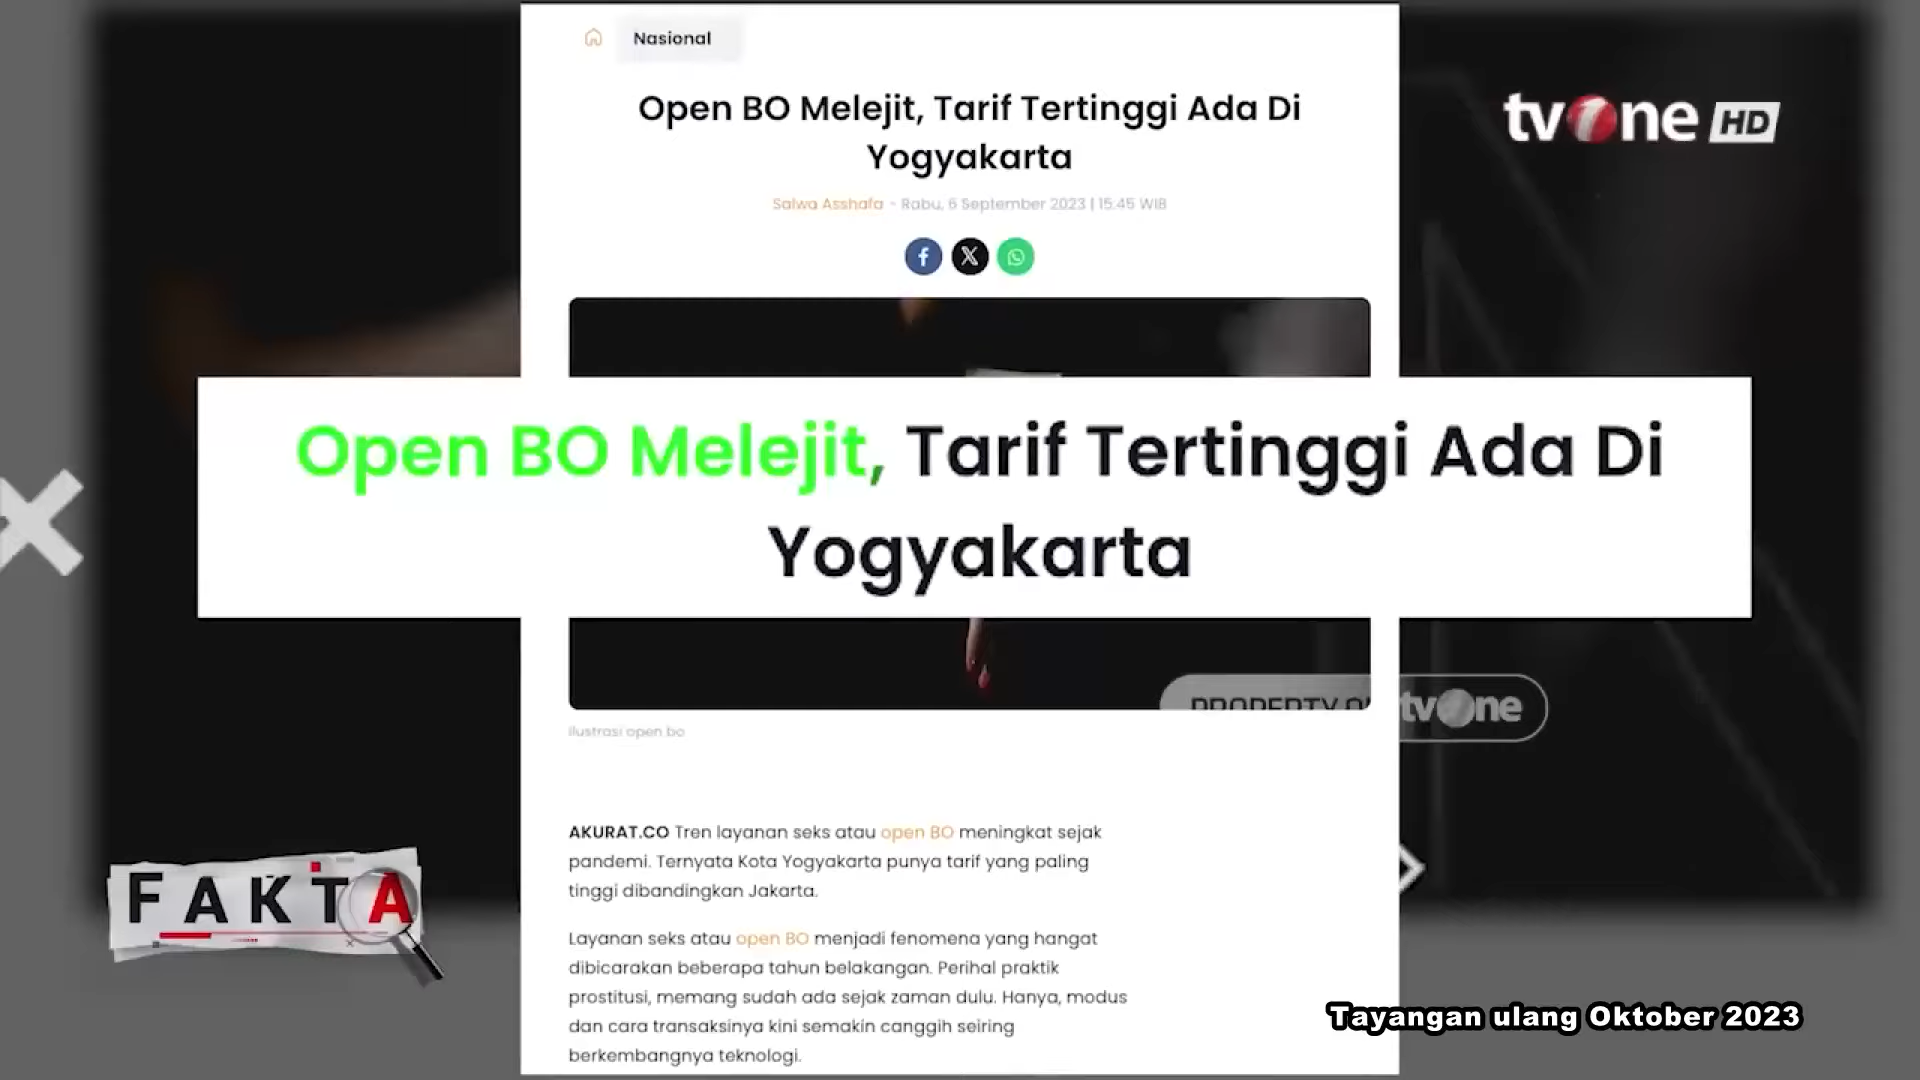 Nasional
Open BO Melejit, Tarif Tertinggi Ada Di
Yogyakarta
Salwa Asshafa - Rabu, 6 September 2023 | 15.45 WIB
tvOne HD
Open BO Melejit, Tarif Tertinggi Ada Di
Yogyakarta
PROPERTY OF tvOne
ilustrasi open bo
AKURAT.CO Tren layanan seks atau open BO meningkat sejak
pandemi. Ternyata Kota Yogyakarta punya tarif yang paling
tinggi dibandingkan Jakarta.
Layanan seks atau open BO menjadi fenomena yang hangat
dibicarakan beberapa tahun belakangan. Perihal praktik
prostitusi, memang sudah ada sejak zaman dulu. Hanya, modus
dan cara transaksinya kini semakin canggih seiring
berkembangnya teknologi.
FAKTA
Tayangan ulang Oktober 2023